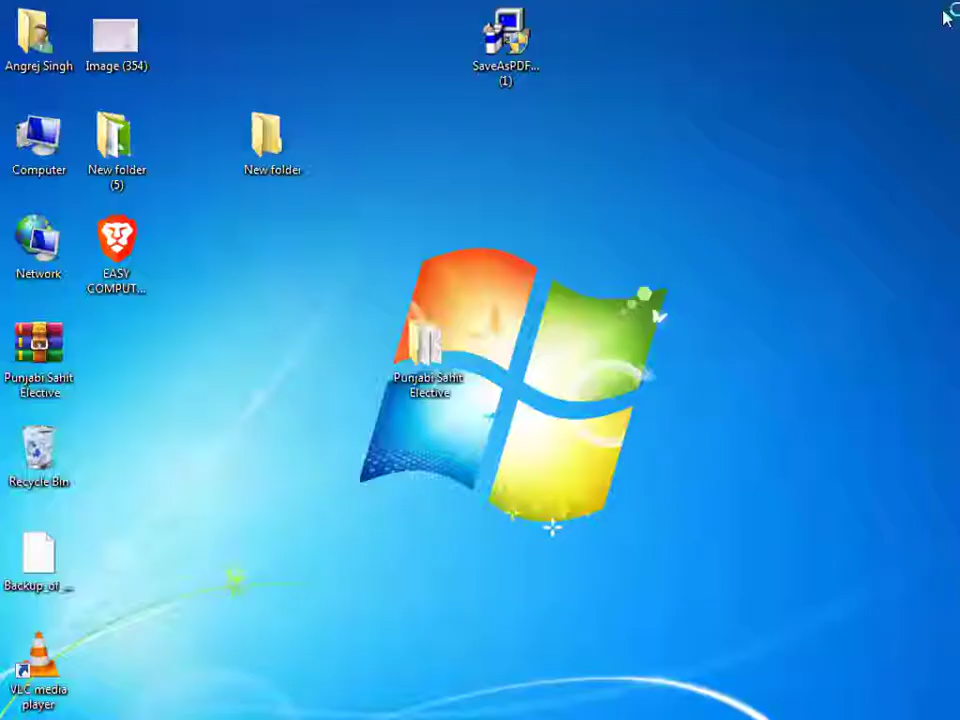 Angrej Singh
Image (354)
SaveAsPDF...
(1)
Computer
New folder
(5)
New folder
Network
EASY
COMPUT...
Punjabi Sahit
Elective
Punjabi Sahit
Elective
Recycle Bin
Backup_of_...
VLC media
player